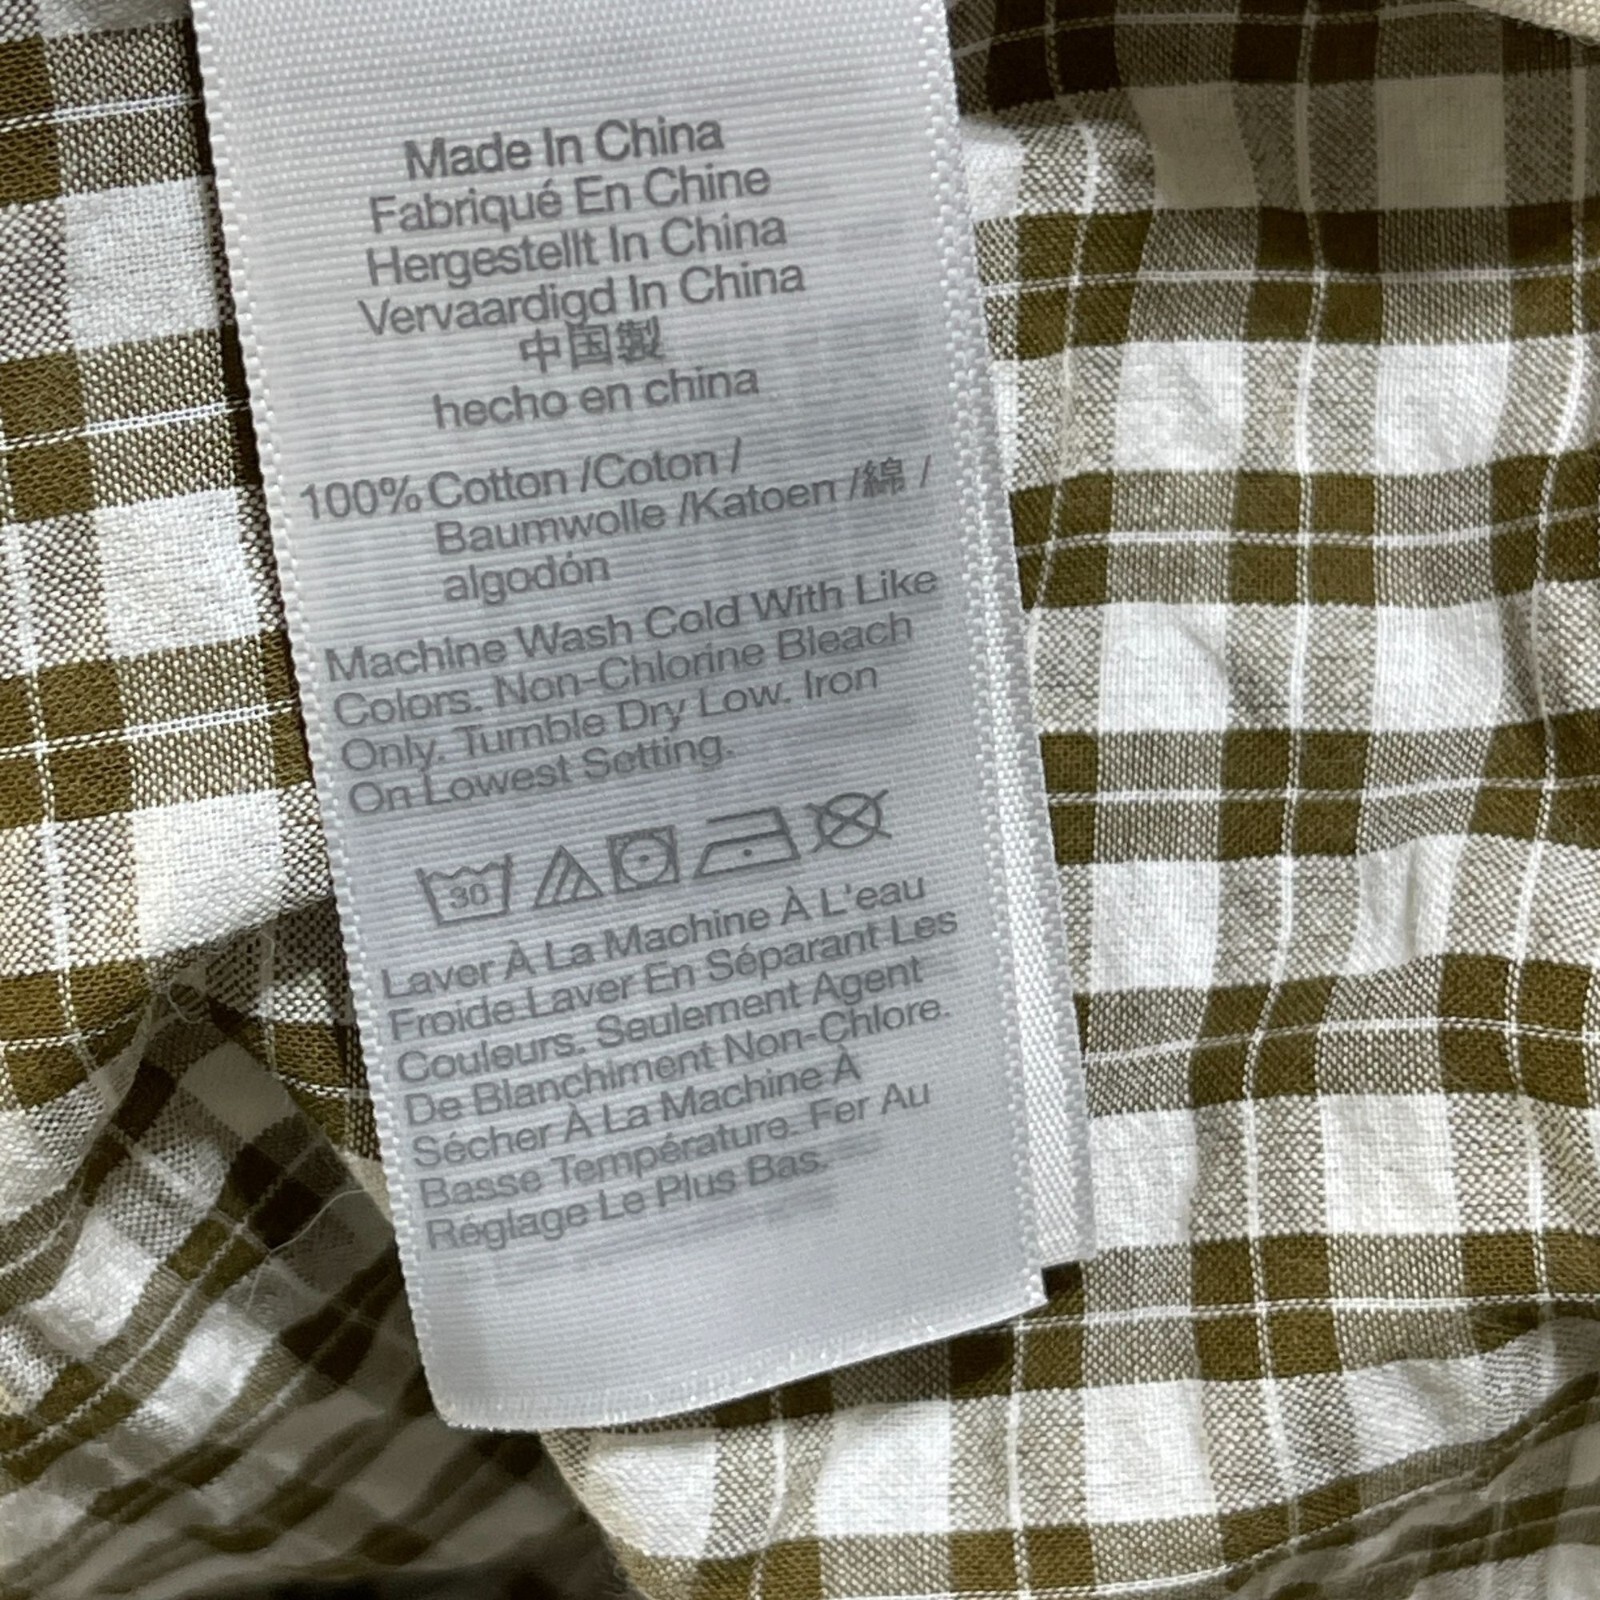 Made In China
Fabriqué En Chine
Hergestellt In China
Vervaardigd In China
中国製
hecho en china
100% Cotton /Coton /
Baumwolle /Katoen /綿 /
algodón
Machine Wash Cold With Like
Colors. Non-Chlorine Bleach
Only. Tumble Dry Low. Iron
On Lowest Setting.
30
Laver À La Machine À L'eau
Froide Laver En Séparant Les
Couleurs. Seulement Agent
De Blanchiment Non-Chlore.
Sécher À La Machine À
Basse Température. Fer Au
Réglage Le Plus Bas.